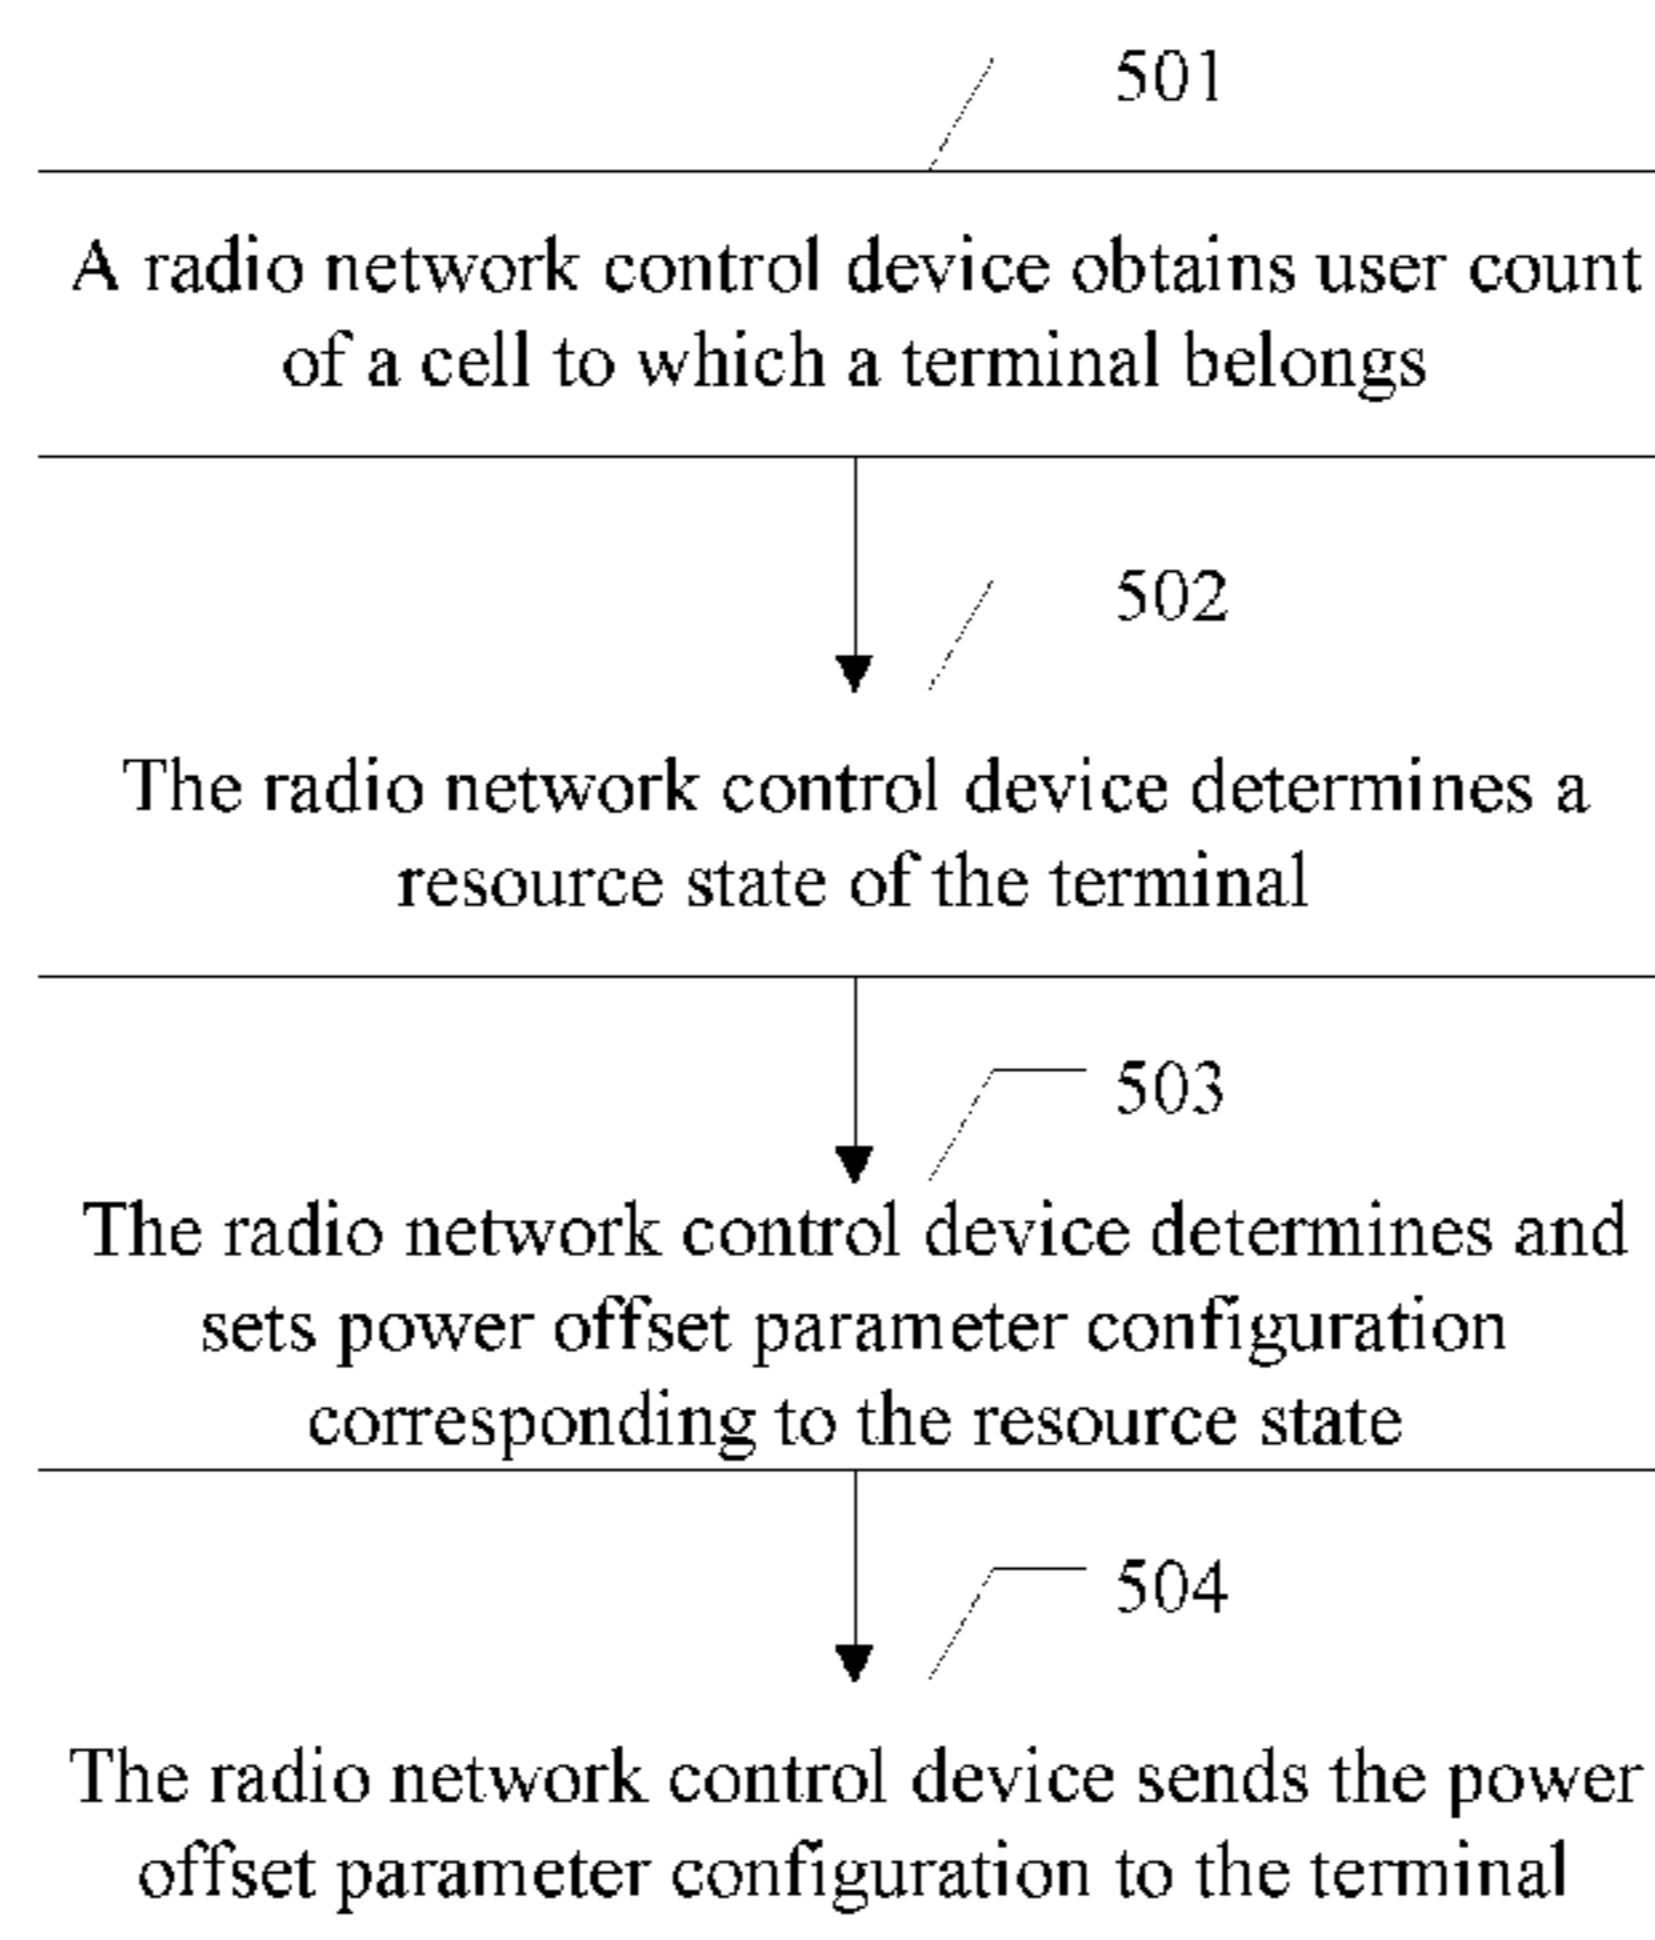 501
A radio network control device obtains user count
of a cell to which a terminal belongs
502
The radio network control device determines a
resource state of the terminal
503
The radio network control device determines and
sets power offset parameter configuration
corresponding to the resource state
504
The radio network control device sends the power
offset parameter configuration to the terminal